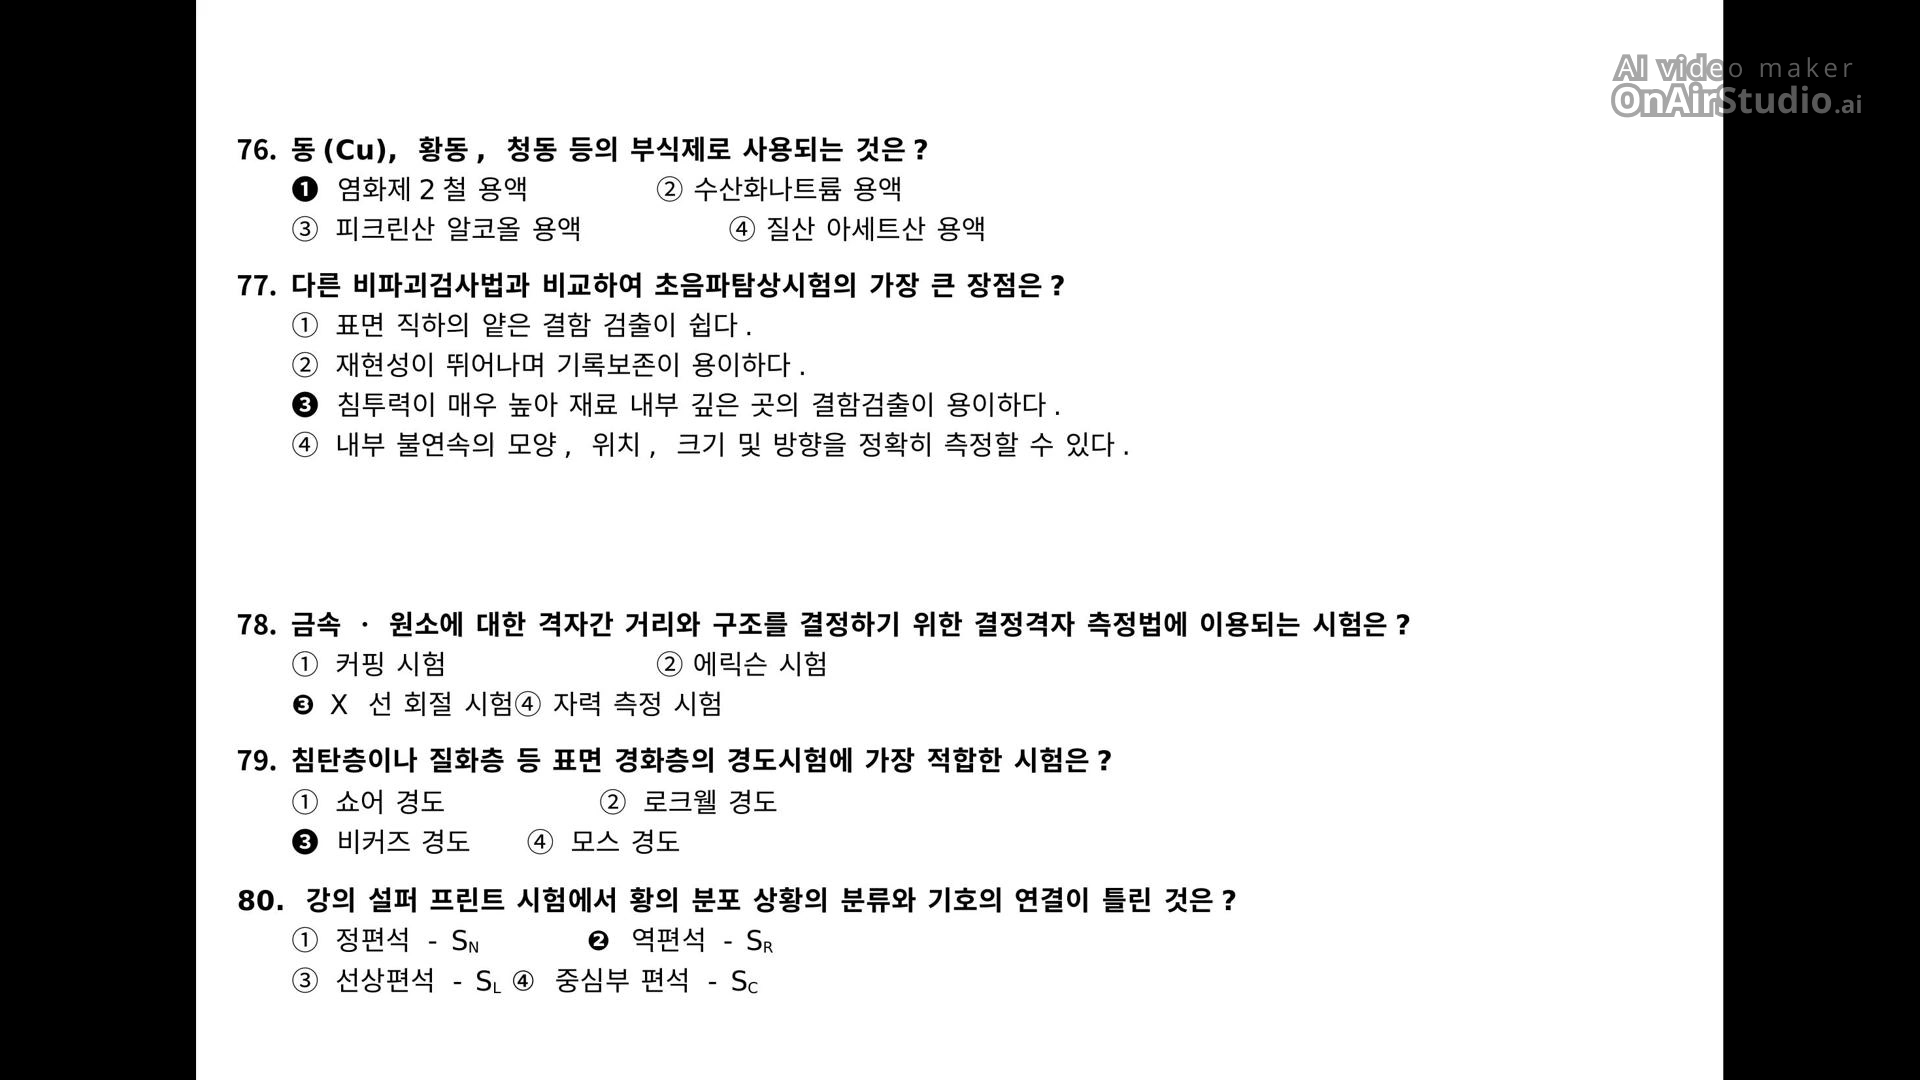 AI video maker
OnAirStudio.ai
76. 동(Cu), 황동, 청동 등의 부식제로 사용되는 것은?
❶ 염화제2철 용액 ② 수산화나트륨 용액
③ 피크린산 알코올 용액 ④ 질산 아세트산 용액
77. 다른 비파괴검사법과 비교하여 초음파탐상시험의 가장 큰 장점은?
① 표면 직하의 얕은 결함 검출이 쉽다.
② 재현성이 뛰어나며 기록보존이 용이하다.
❸ 침투력이 매우 높아 재료 내부 깊은 곳의 결함검출이 용이하다.
④ 내부 불연속의 모양, 위치, 크기 및 방향을 정확히 측정할 수 있다.
78. 금속 · 원소에 대한 격자간 거리와 구조를 결정하기 위한 결정격자 측정법에 이용되는 시험은?
① 커핑 시험 ② 에릭슨 시험
❸ X 선 회절 시험④ 자력 측정 시험
79. 침탄층이나 질화층 등 표면 경화층의 경도시험에 가장 적합한 시험은?
① 쇼어 경도 ② 로크웰 경도
❸ 비커즈 경도 ④ 모스 경도
80. 강의 설퍼 프린트 시험에서 황의 분포 상황의 분류와 기호의 연결이 틀린 것은?
① 정편석 - S_N ❷ 역편석 - S_R
③ 선상편석 - S_L ④ 중심부 편석 - S_C